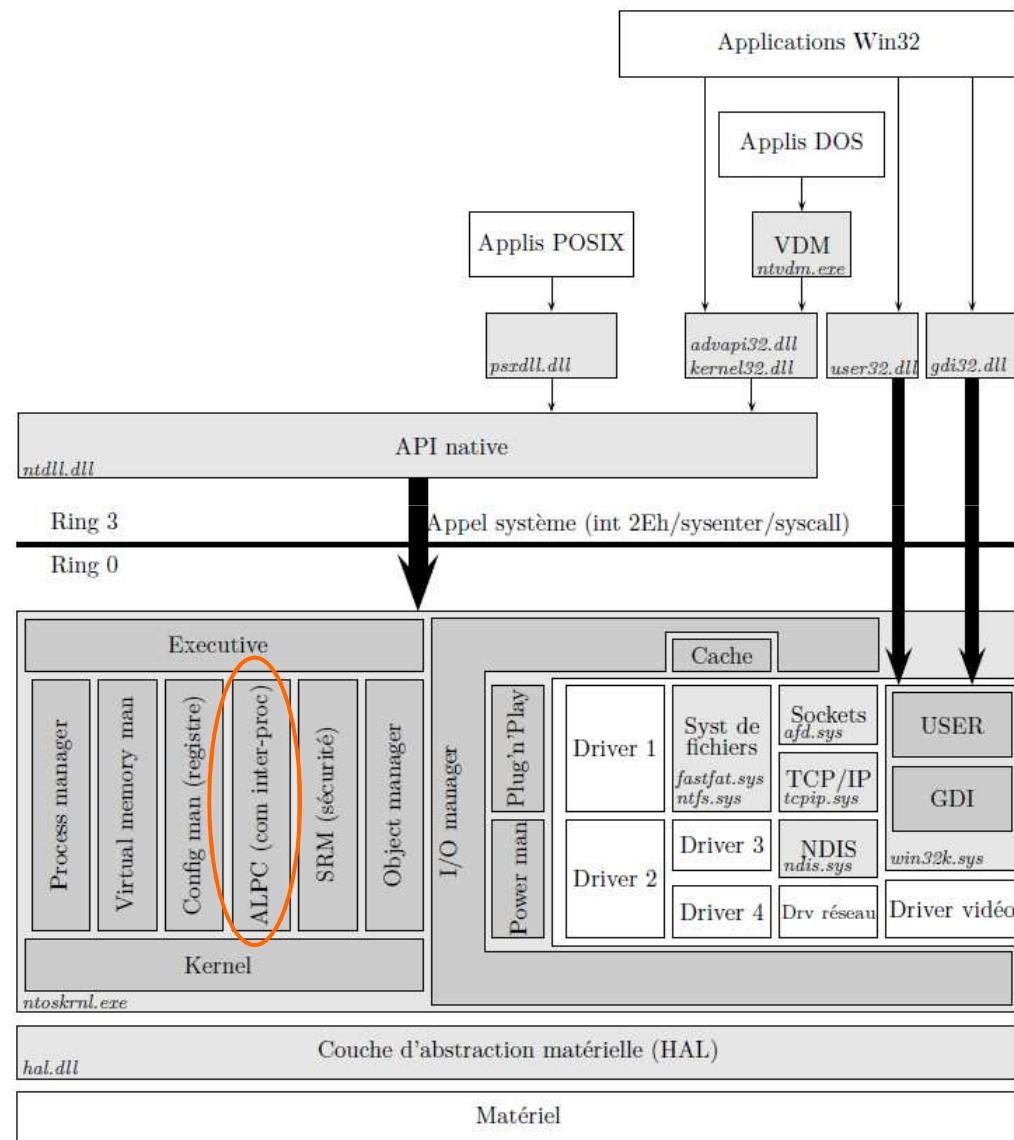 Applications Win32
Applis DOS
Applis POSIX
VDM
ntvdm.exe
psxdll.dll
advapi32.dll
kernel32.dll
user32.dll
gdi32.dll
API native
ntdll.dll
Ring 3
Appel système (int 2Eh/sysenter/syscall)
Ring 0
Executive
Process manager
Virtual memory man
Config man (registre)
ALPC (com inter-proc)
SRM (sécurité)
Object manager
Kernel
ntoskrnl.exe
I/O manager
Cache
Plug'n'Play
Power man
Driver 1
Driver 2
Syst de
fichiers
fastfat.sys
ntfs.sys
Driver 3
Driver 4
Sockets
afd.sys
TCP/IP
tcpip.sys
NDIS
ndis.sys
Drv réseau
USER
GDI
win32k.sys
Driver vidéo
Couche d'abstraction matérielle (HAL)
hal.dll
Matériel